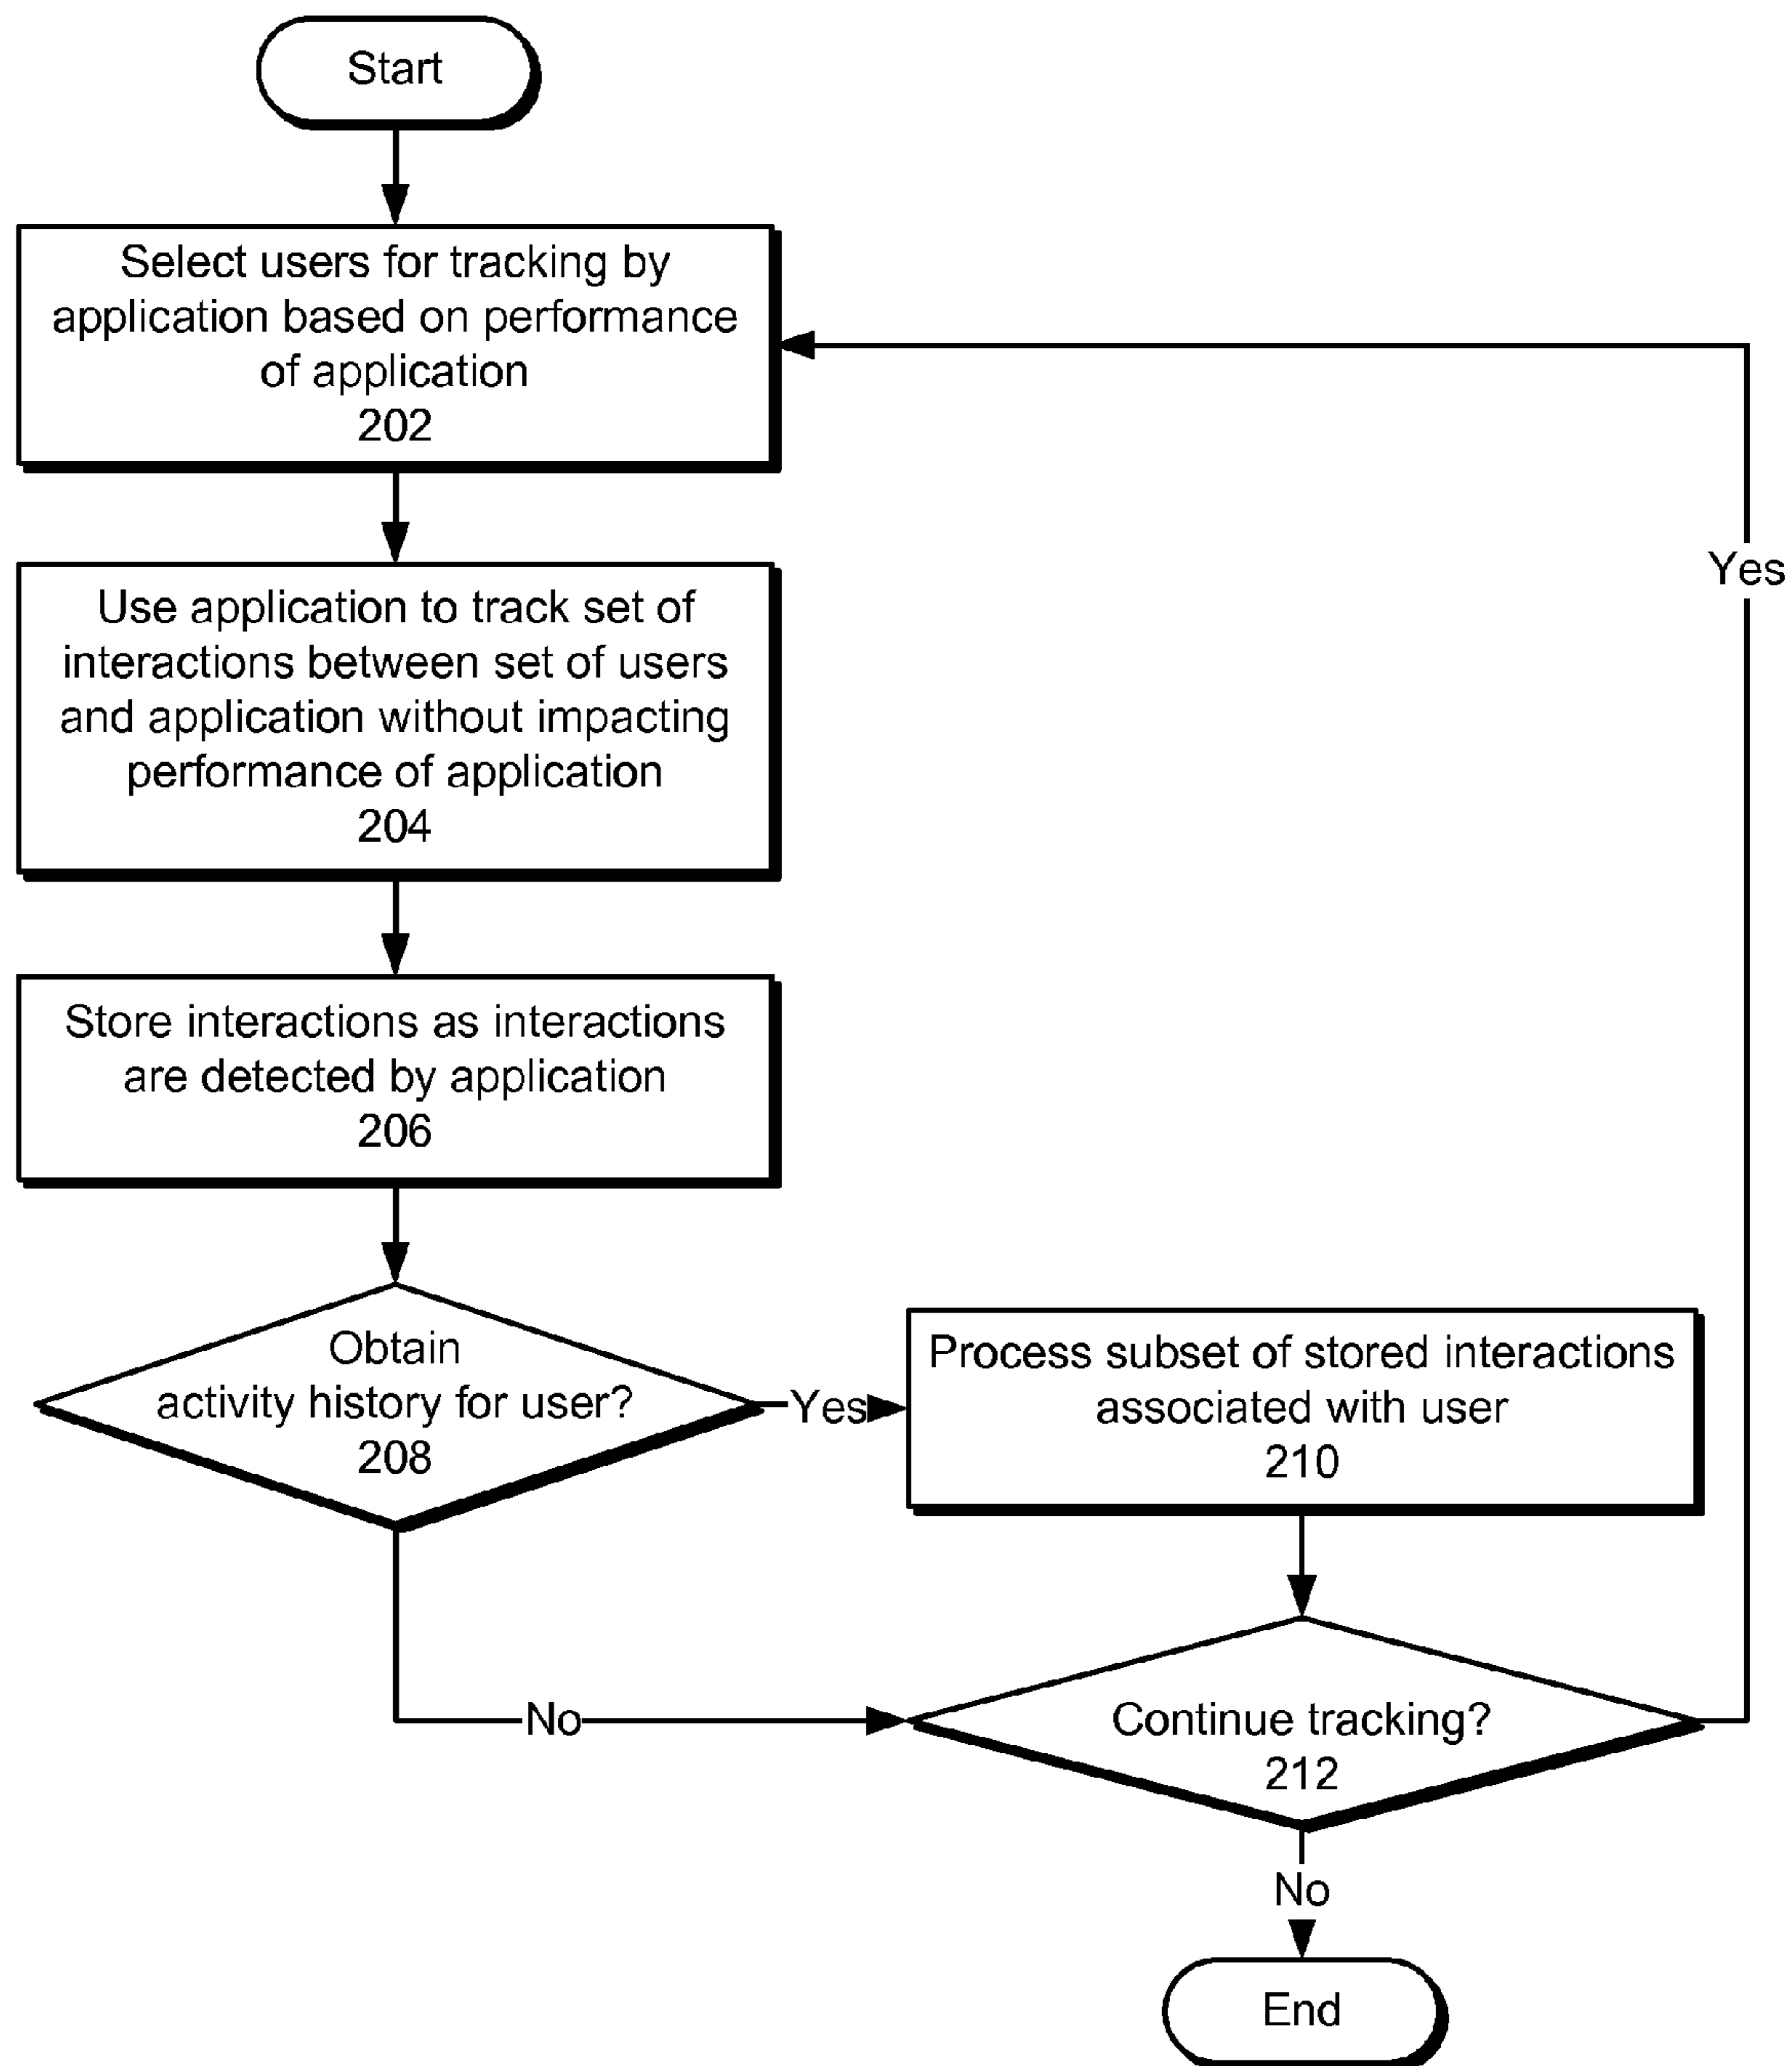 Start
Select users for tracking by
application based on performance
of application
202
Yes
Use application to track set of
interactions between set of users
and application without impacting
performance of application
204
Store interactions as interactions
are detected by application
206
Obtain
activity history for user?
208
Yes
Process subset of stored interactions
associated with user
210
No
Continue tracking?
212
No
End